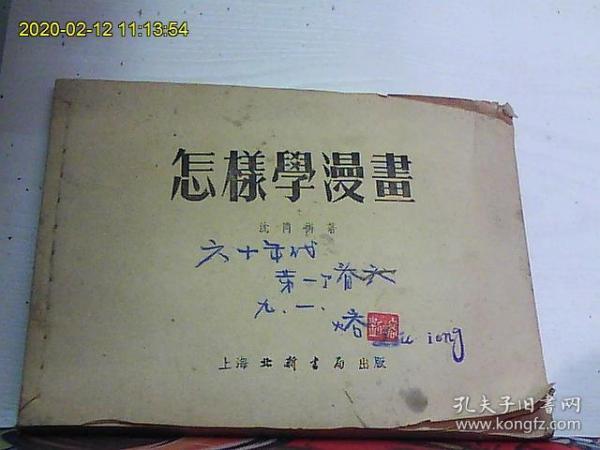 2020-02-12 11:13:54
怎樣學漫畫
沈同衡著
六十年代
第一个春天
九.一.
上海北新書局出版
孔夫子旧书网
www.kongfz.com